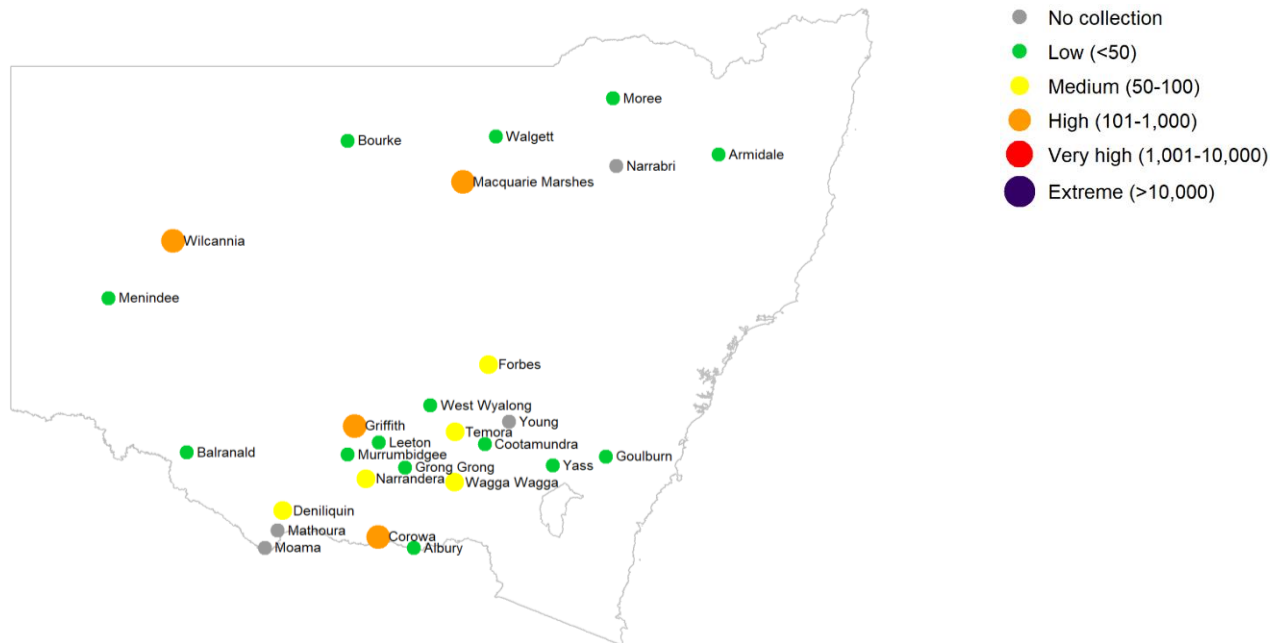 No collection
Low (<50)
Medium (50-100)
High (101-1,000)
Very high (1,001-10,000)
Extreme (>10,000)
Moree
Walgett
Bourke
Armidale
Narrabri
Macquarie Marshes
Wilcannia
Menindee
Forbes
West Wyalong
Young
Griffith
Temora
Leeton
Cootamundra
Balranald
Murrumbidgee
Goulburn
Grong Grong
Yass
Narrandera
Wagga Wagga
Deniliquin
Mathoura
Corowa
Moama
Albury